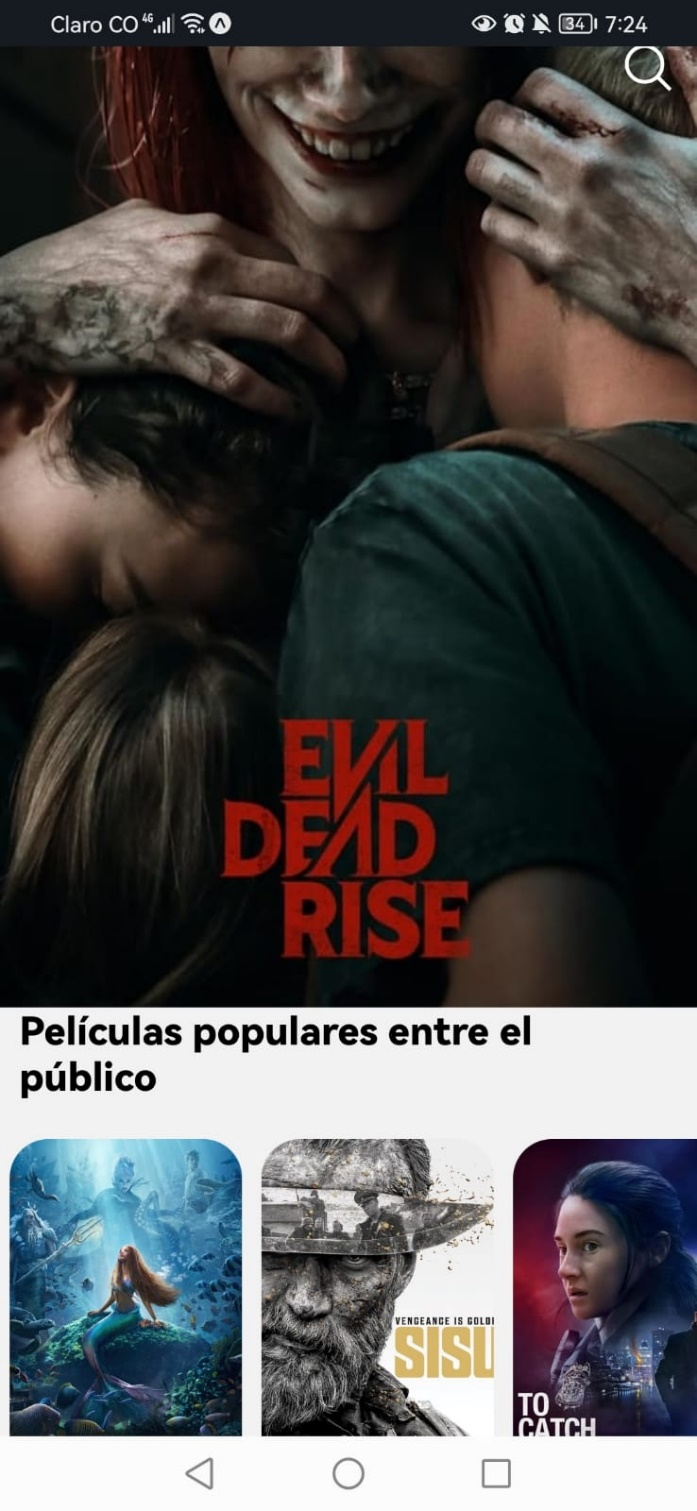 Claro CO 4G 34 7:24
EVIL
DEAD
RISE
Películas populares entre el
público
VENGEANCE IS GOLD
SISU
TO
CATCH